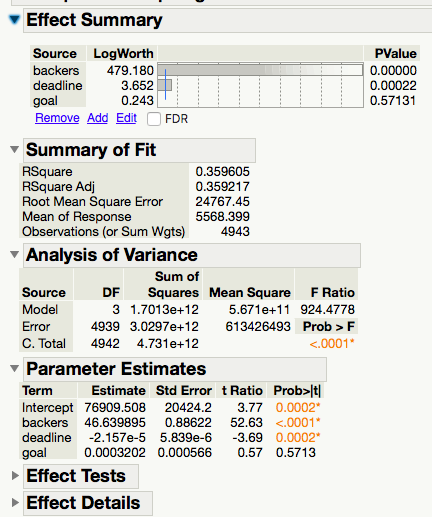 Effect Summary
Source LogWorth PValue
backers 479.180 0.00000
deadline 3.652 0.00022
goal 0.243 0.57131
Remove Add Edit FDR
Summary of Fit
RSquare 0.359605
RSquare Adj 0.359217
Root Mean Square Error 24767.45
Mean of Response 5568.399
Observations (or Sum Wgts) 4943
Analysis of Variance
Sum of
Source DF Squares Mean Square F Ratio
Model 3 1.7013e+12 5.671e+11 924.4778
Error 4939 3.0297e+12 613426493 Prob > F
C. Total 4942 4.731e+12 <.0001*
Parameter Estimates
Term Estimate Std Error t Ratio Prob>|t|
Intercept 76909.508 20424.2 3.77 0.0002*
backers 46.639895 0.88622 52.63 <.0001*
deadline -2.157e-5 5.839e-6 -3.69 0.0002*
goal 0.0003202 0.000566 0.57 0.5713
Effect Tests
Effect Details